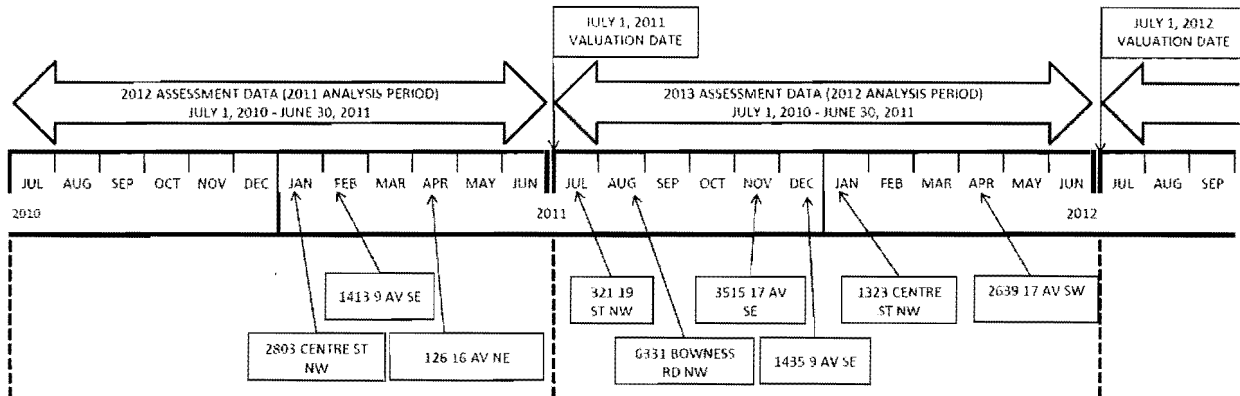 JULY 1, 2011
VALUATION DATE
JULY 1, 2012
VALUATION DATE
2012 ASSESSMENT DATA (2011 ANALYSIS PERIOD)
JULY 1, 2010 - JUNE 30, 2011
2013 ASSESSMENT DATA (2012 ANALYSIS PERIOD)
JULY 1, 2010 - JUNE 30, 2011
JUL AUG SEP OCT NOV DEC JAN FEB MAR APR MAY JUN JUL AUG SEP OCT NOV DEC JAN FEB MAR APR MAY JUN JUL AUG SEP
2010 2011 2012
1413 9 AV SE
321 19
ST NW
3515 17 AV
SE
1323 CENTRE
ST NW
2639 17 AV SW
2803 CENTRE ST
NW
126 16 AV NE
6331 BOWNESS
RD NW
1435 9 AV SE